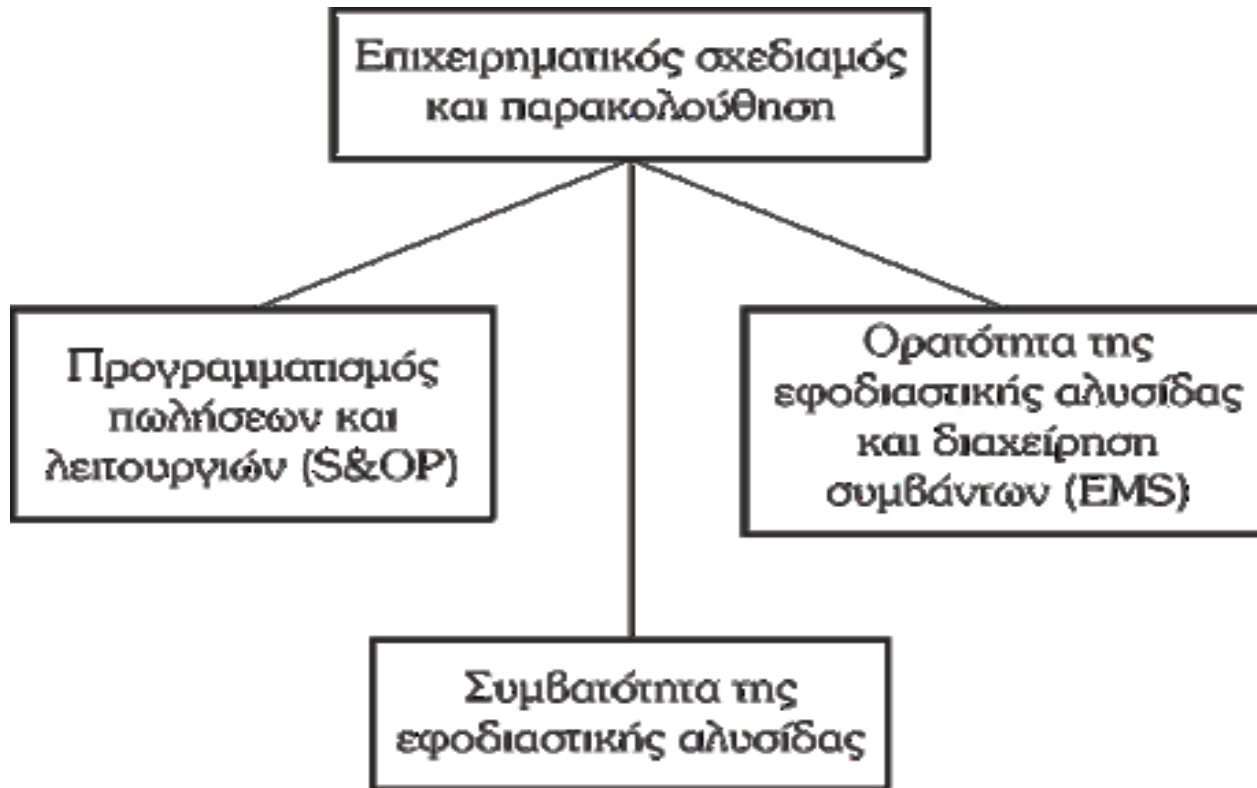 Επιχειρηματικός σχεδιαμός
και παρακολούθηση
Προγραμματισμός
πωλήσεων και
λειτουργιών (S&OP)
Ορατότητα της
εφοδιαστικής αλυσίδας
και διαχείρηση
συμβάντων (EMS)
Συμβατότητα της
εφοδιαστικής αλυσίδας